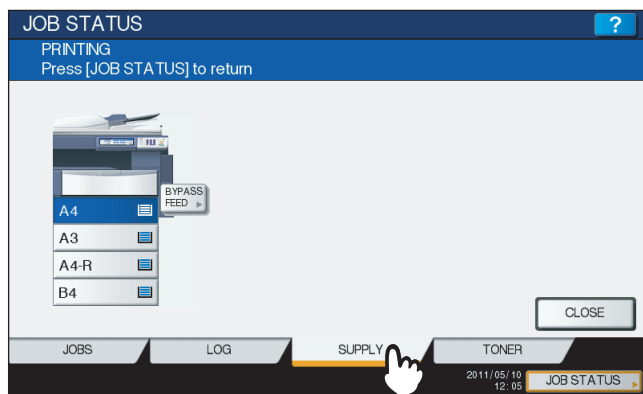 JOB STATUS
?
PRINTING
Press [JOB STATUS] to return
BYPASS
FEED
A4
A3
A4-R
B4
CLOSE
JOBS
LOG
SUPPLY
TONER
2011/05/10
12:05
JOB STATUS